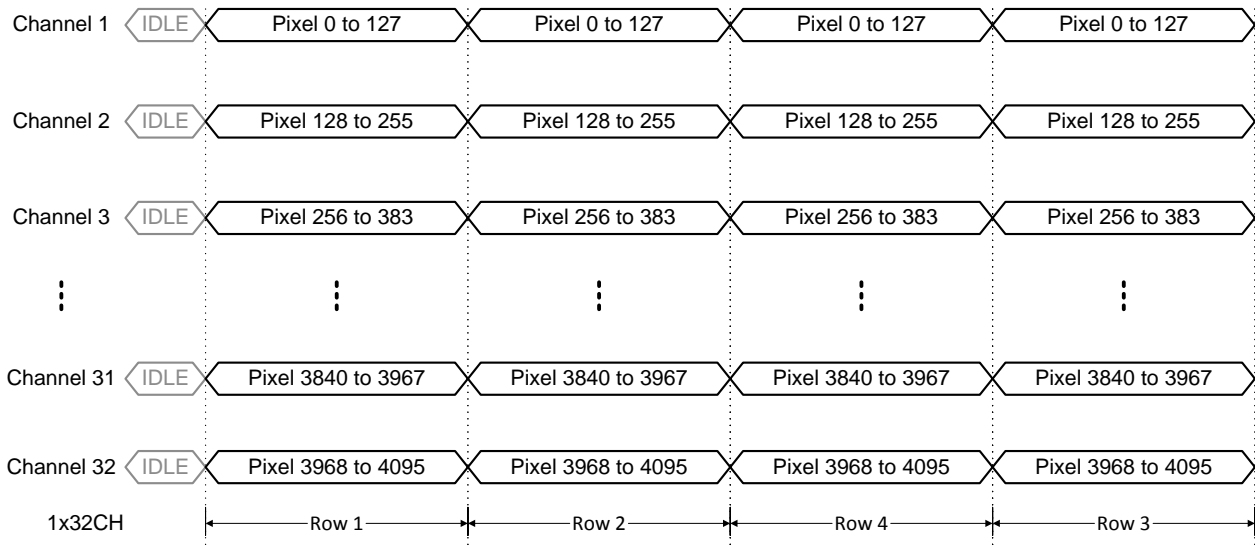 Channel 1 IDLE Pixel 0 to 127 Pixel 0 to 127 Pixel 0 to 127 Pixel 0 to 127
Channel 2 IDLE Pixel 128 to 255 Pixel 128 to 255 Pixel 128 to 255 Pixel 128 to 255
Channel 3 IDLE Pixel 256 to 383 Pixel 256 to 383 Pixel 256 to 383 Pixel 256 to 383
Channel 31 IDLE Pixel 3840 to 3967 Pixel 3840 to 3967 Pixel 3840 to 3967 Pixel 3840 to 3967
Channel 32 IDLE Pixel 3968 to 4095 Pixel 3968 to 4095 Pixel 3968 to 4095 Pixel 3968 to 4095
1x32CH Row 1 Row 2 Row 4 Row 3